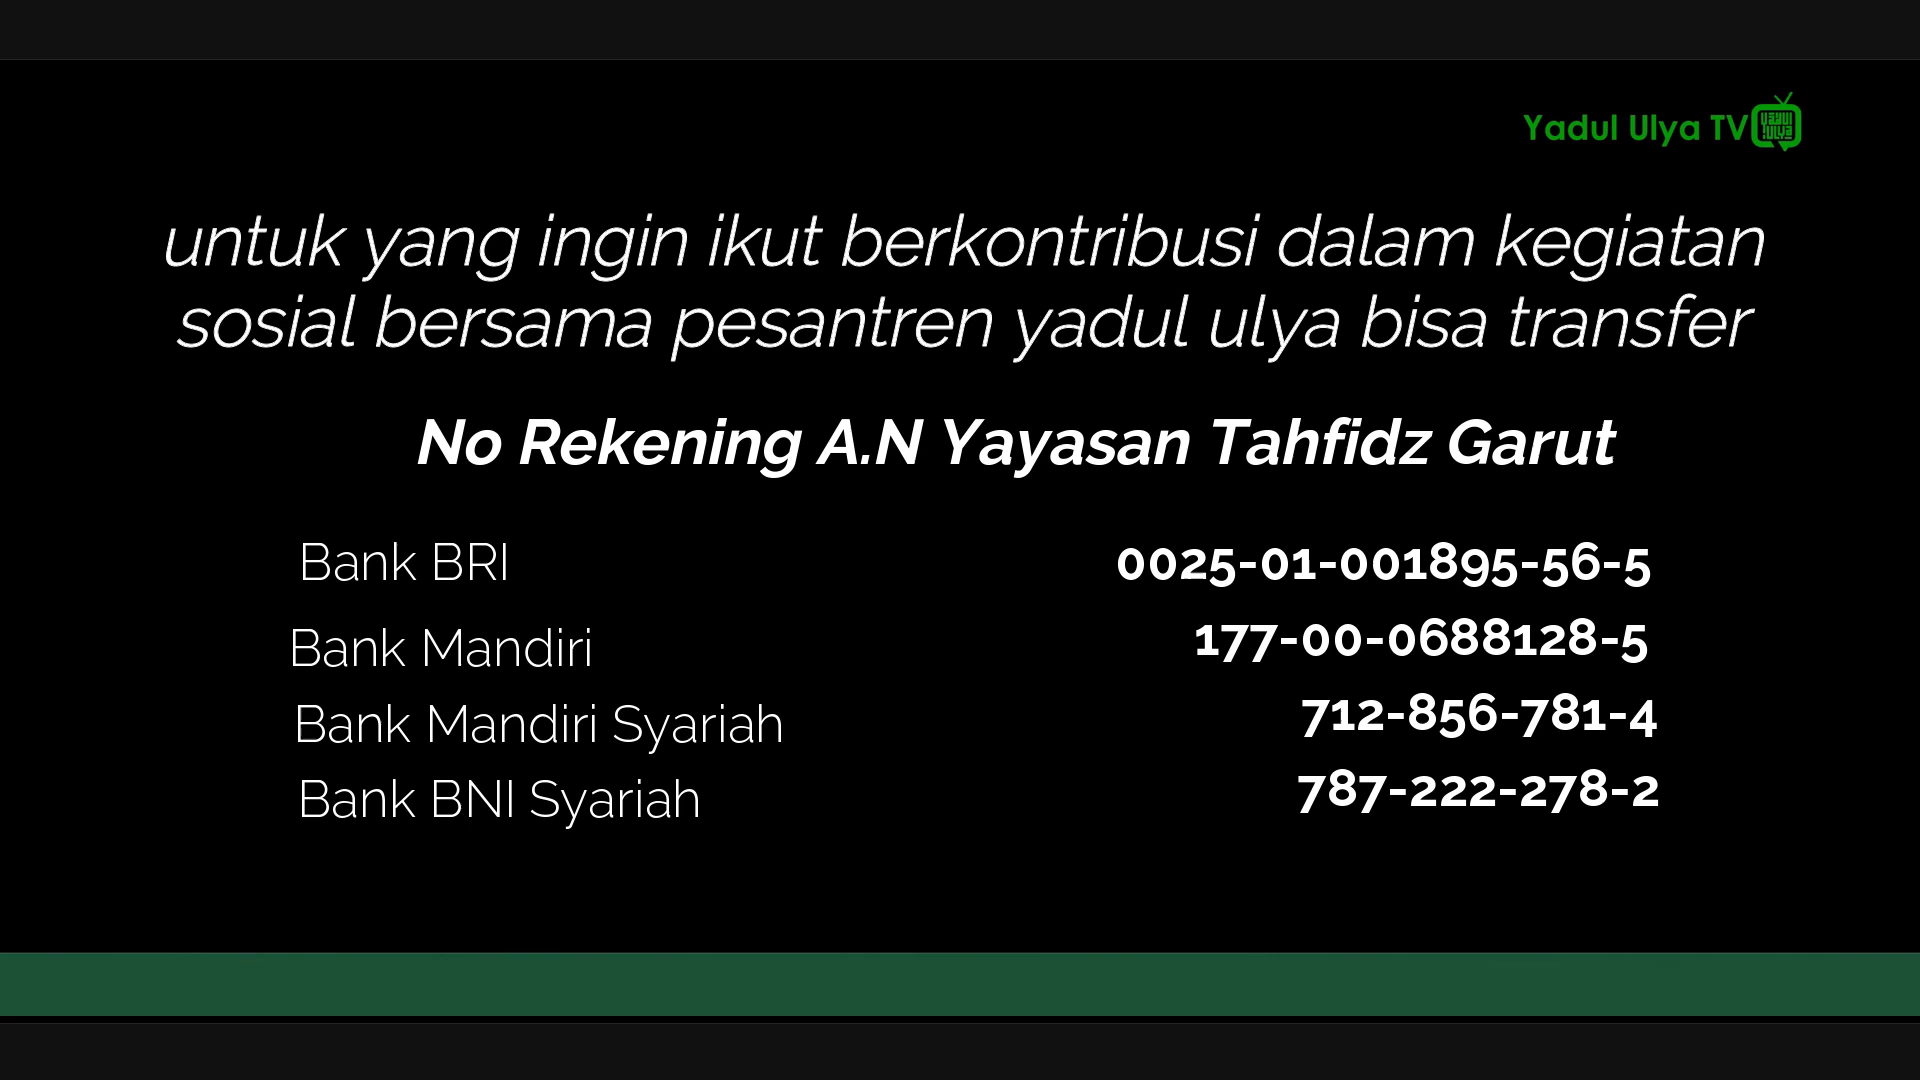 Yadul Ulya TV
untuk yang ingin ikut berkontribusi dalam kegiatan
sosial bersama pesantren yadul ulya bisa transfer
No Rekening A.N Yayasan Tahfidz Garut
Bank BRI 0025-01-001895-56-5
Bank Mandiri 177-00-0688128-5
Bank Mandiri Syariah 712-856-781-4
Bank BNI Syariah 787-222-278-2